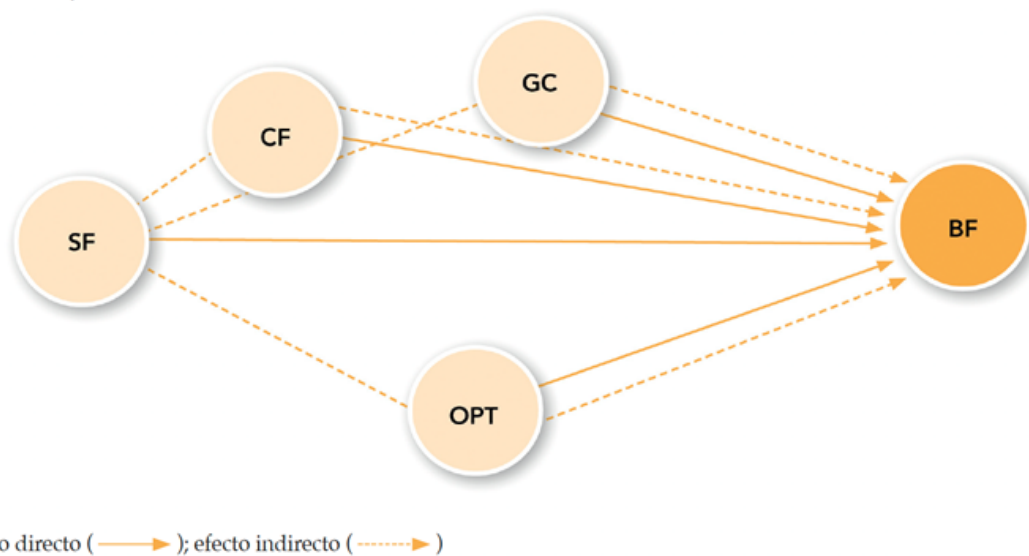 GC
CF
SF
BF
OPT
o directo ( ); efecto indirecto ( )